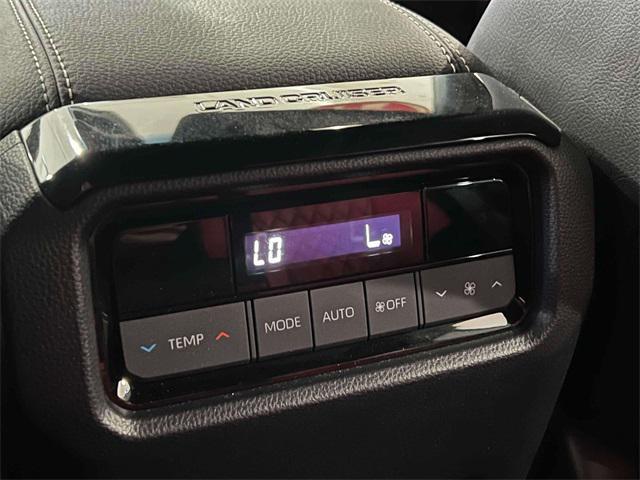 LAND CRUISER
LO L
TEMP MODE AUTO OFF